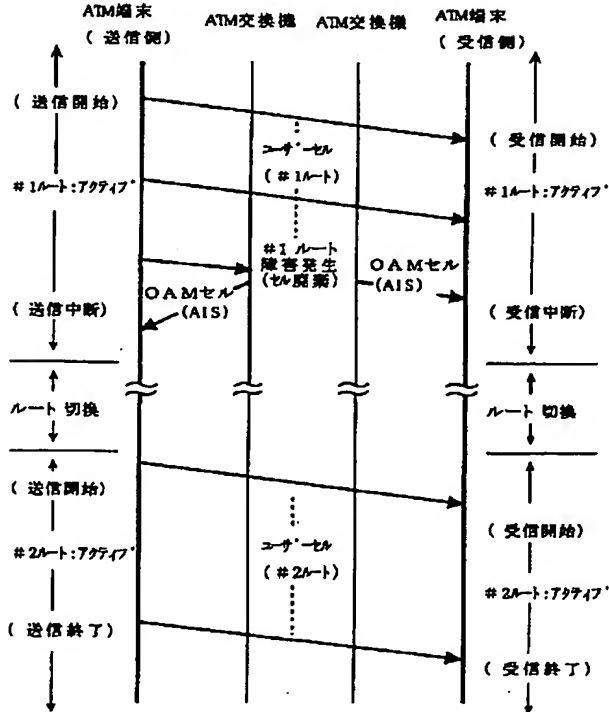 ATM端末
(送信側)
ATM交換機
ATM交換機
ATM端末
(受信側)
(送信開始)
(受信開始)
ユーザーセル
(#1ルート)
#1ルート:アクティブ
#1ルート:アクティブ
#1 ルート
障害発生
(セル廃棄)
OAMセル
(AIS)
OAMセル
(AIS)
(送信中断)
(受信中断)
ルート切換
ルート切換
(送信開始)
(受信開始)
ユーザーセル
(#2ルート)
#2ルート:アクティブ
#2ルート:アクティブ
(送信終了)
(受信終了)